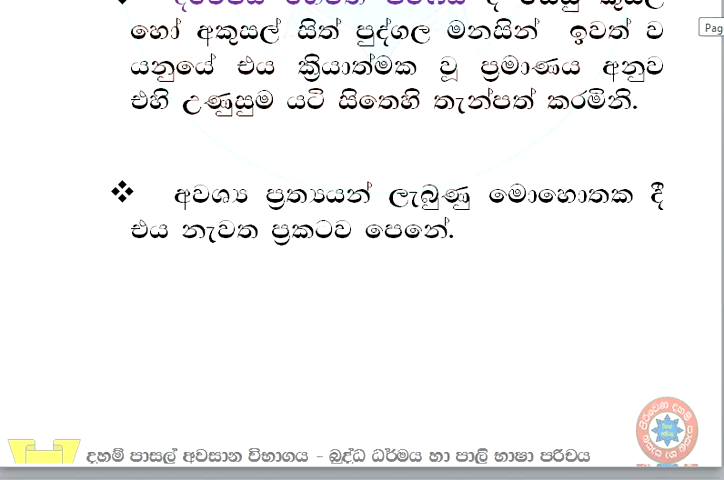 හෝ අකුසල් සිත් පුද්ගල මනසින් ඉවත් ව
යනුයේ එය ක්‍රියාත්මක වූ ප්‍රමාණය අනුව
එහි උණුසුම යටි සිතෙහි තැන්පත් කරමිනි.
❖ අවශ්‍ය ප්‍රත්‍යයන් ලැබුණු මොහොතක දී
එය නැවත ප්‍රකටව පෙනේ.
දහම් පාසල් අවසාන විභාගය - බුද්ධ ධර්මය හා පාලි භාෂා පරිචය
Pag